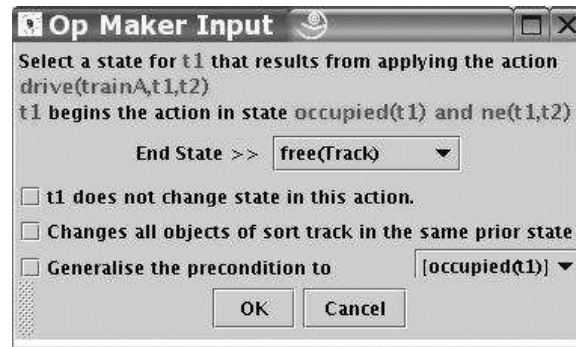 Op Maker Input
Select a state for t1 that results from applying the action
drive(trainA,t1,t2)
t1 begins the action in state occupied(t1) and ne(t1,t2)
End State >> free(Track)
t1 does not change state in this action.
Changes all objects of sort track in the same prior state
Generalise the precondition to [occupied(t1)]
OK Cancel